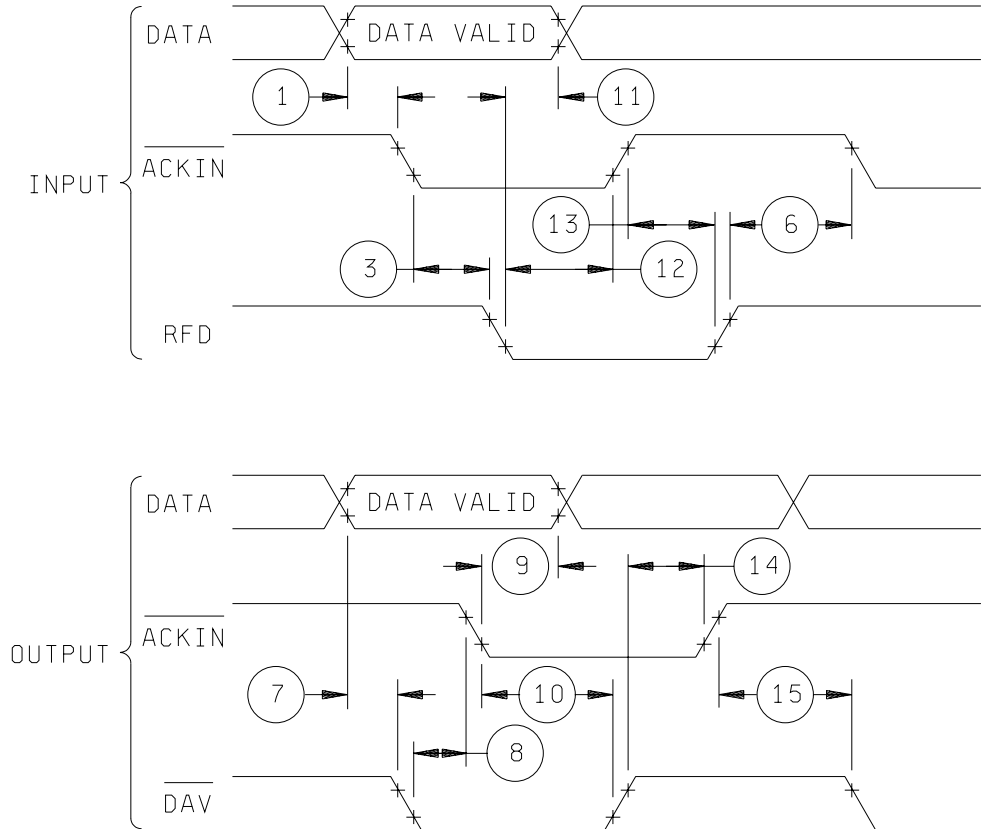 DATA
DATA VALID
1
11
ACKIN
INPUT
13
6
3
12
RFD
DATA
DATA VALID
9
14
ACKIN
OUTPUT
7
10
15
8
DAV